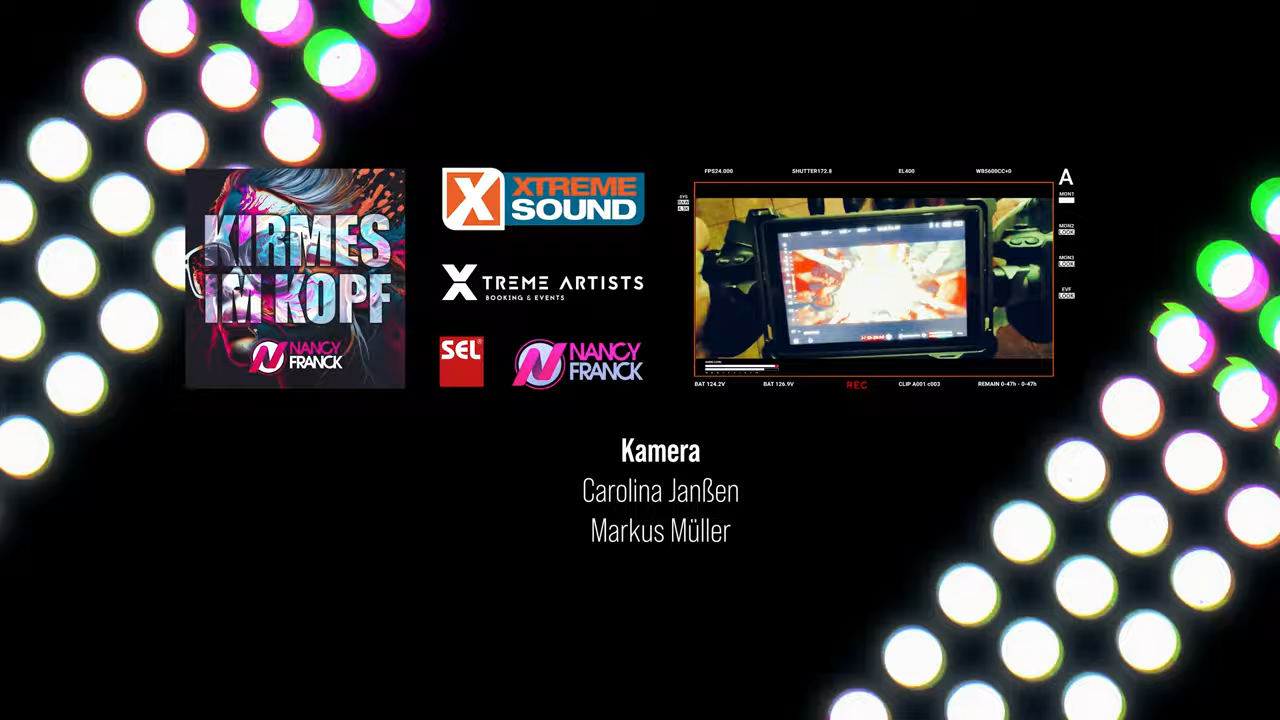 KIRMES
IM KOPF
NANCY
FRANCK
XTREME
SOUND
XTREME ARTISTS
BOOKING & EVENTS
SEL®
NANCY
FRANCK
FPS24.000 SHUTTER172.8 EL400 WB5600CC+0
A
MON1
MON2
LOOK
MON3
LOOK
EVF
LOOK
BAT 124.2V BAT 126.9V REC CLIP A001 c003 REMAIN 0-47h - 0-47h
Kamera
Carolina Janßen
Markus Müller